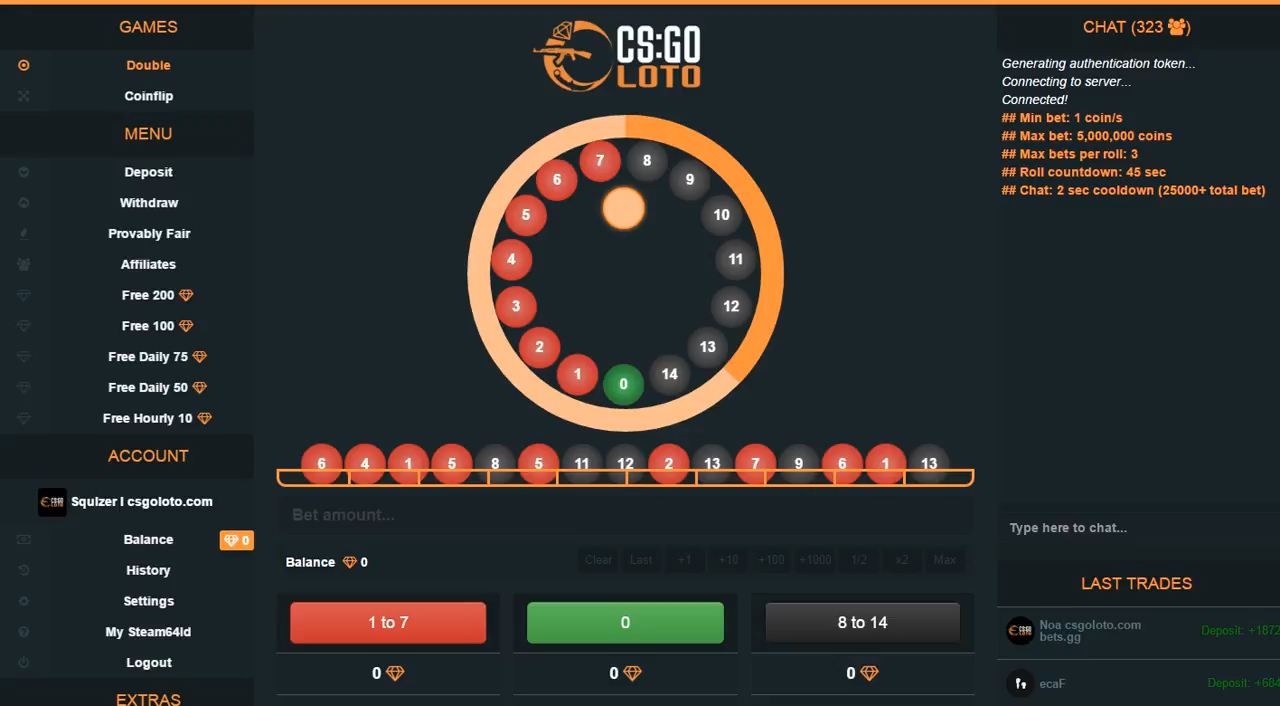 GAMES
Double
Coinflip
MENU
Deposit
Withdraw
Provably Fair
Affiliates
Free 200
Free 100
Free Daily 75
Free Daily 50
Free Hourly 10
ACCOUNT
Squlzer l csgoloto.com
Balance 0
History
Settings
My Steam64Id
Logout
EXTRAS
CS:GO
LOTO
7 8
6 9
5 10
4 11
3 12
2 13
1 14
0
6 4 1 5 8 5 11 12 2 13 7 9 6 1 13
Bet amount...
Balance 0 Clear Last +1 +10 +100 +1000 1/2 x2 Max
1 to 7 0 8 to 14
0 0 0
CHAT (323)
Generating authentication token...
Connecting to server...
Connected!
## Min bet: 1 coin/s
## Max bet: 5,000,000 coins
## Max bets per roll: 3
## Roll countdown: 45 sec
## Chat: 2 sec cooldown (25000+ total bet)
Type here to chat...
LAST TRADES
Noa csgoloto.com
bets.gg
Deposit: +1872
ecaF
Deposit: +684